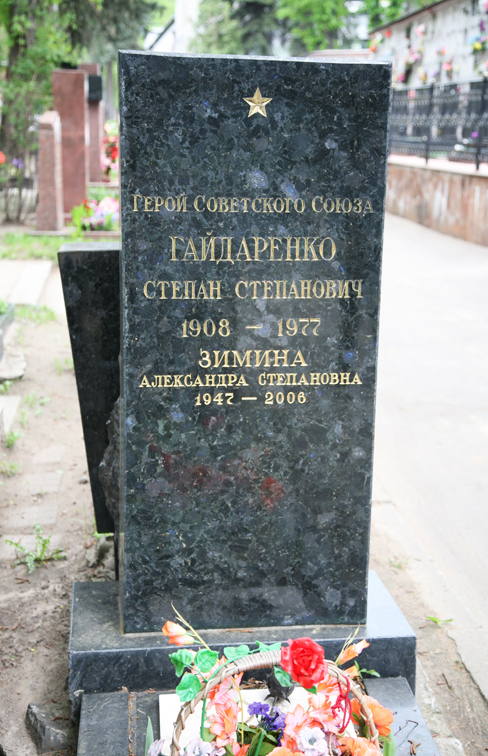 Герой Советского Союза
ГАЙДАРЕНКО
СТЕПАН СТЕПАНОВИЧ
1908 — 1977
ЗИМИНА
АЛЕКСАНДРА СТЕПАНОВНА
1947 — 2006